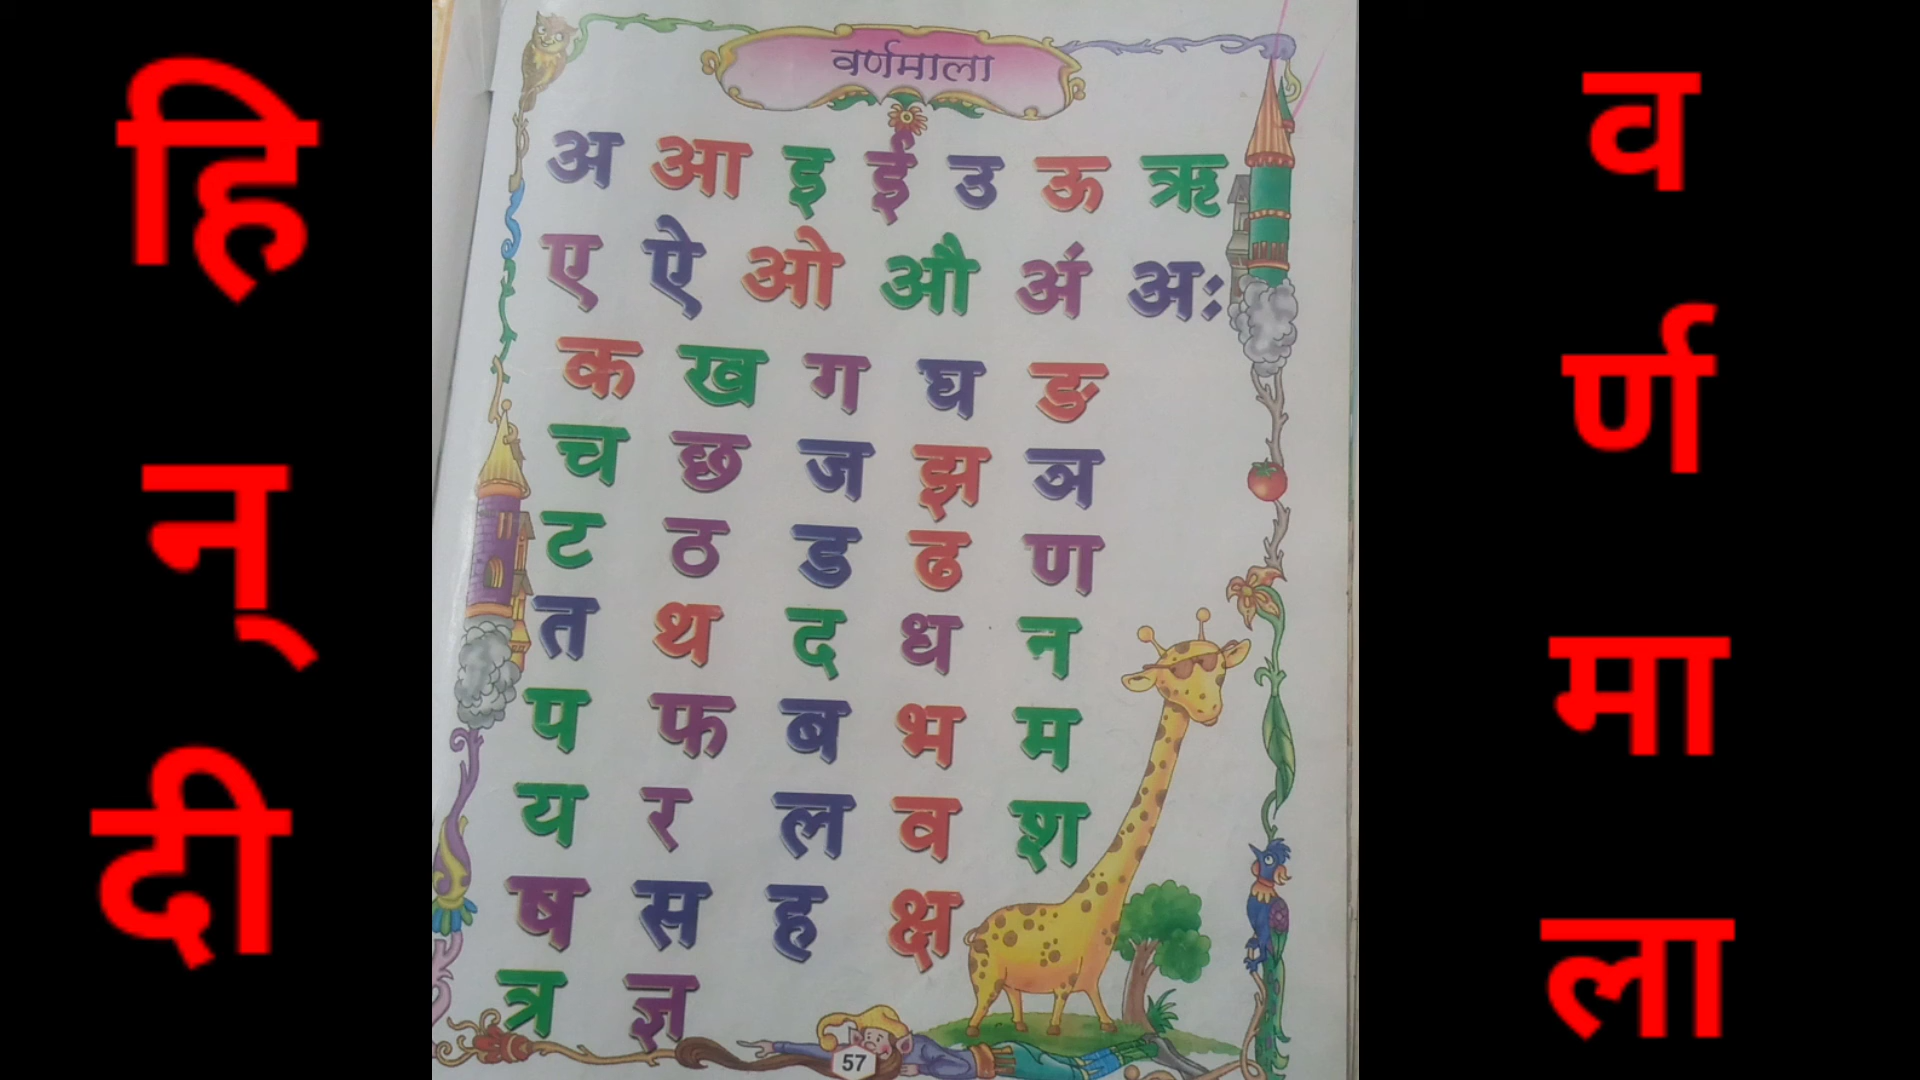 हि
न्
दी
वर्णमाला
अ आ इ ई उ ऊ ऋ
ए ऐ ओ औ अं अः
क ख ग घ ङ
च छ ज झ ञ
ट ठ ड ढ ण
त थ द ध न
प फ ब भ म
य र ल व श
ष स ह क्ष
त्र ज्ञ
57
व
र्ण
मा
ला